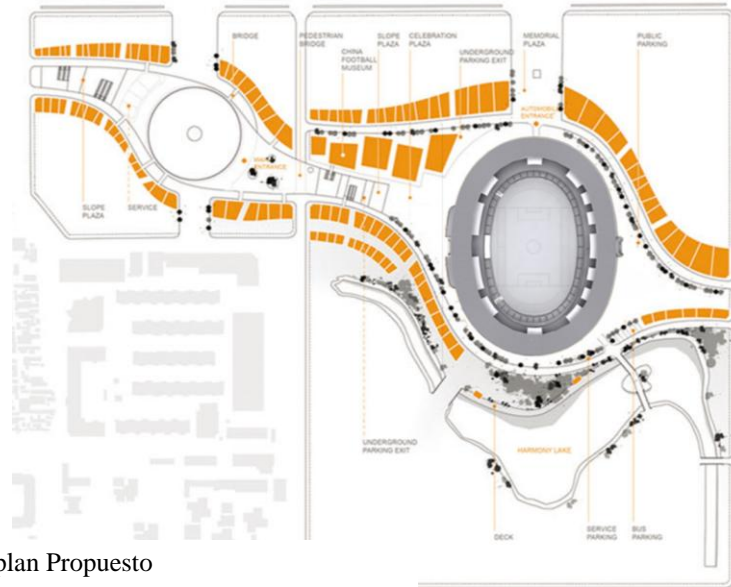 BRIDGE
PEDESTRIAN
BRIDGE
CHINA
FOOTBALL
MUSEUM
SLOPE
PLAZA
CELEBRATION
PLAZA
UNDERGROUND
PARKING EXIT
MEMORIAL
PLAZA
PUBLIC
PARKING
AUTOMOBILE
ENTRANCE
MAIN
ENTRANCE
SLOPE
PLAZA
SERVICE
UNDERGROUND
PARKING EXIT
HARMONY LAKE
DECK
SERVICE
PARKING
BUS
PARKING
plan Propuesto